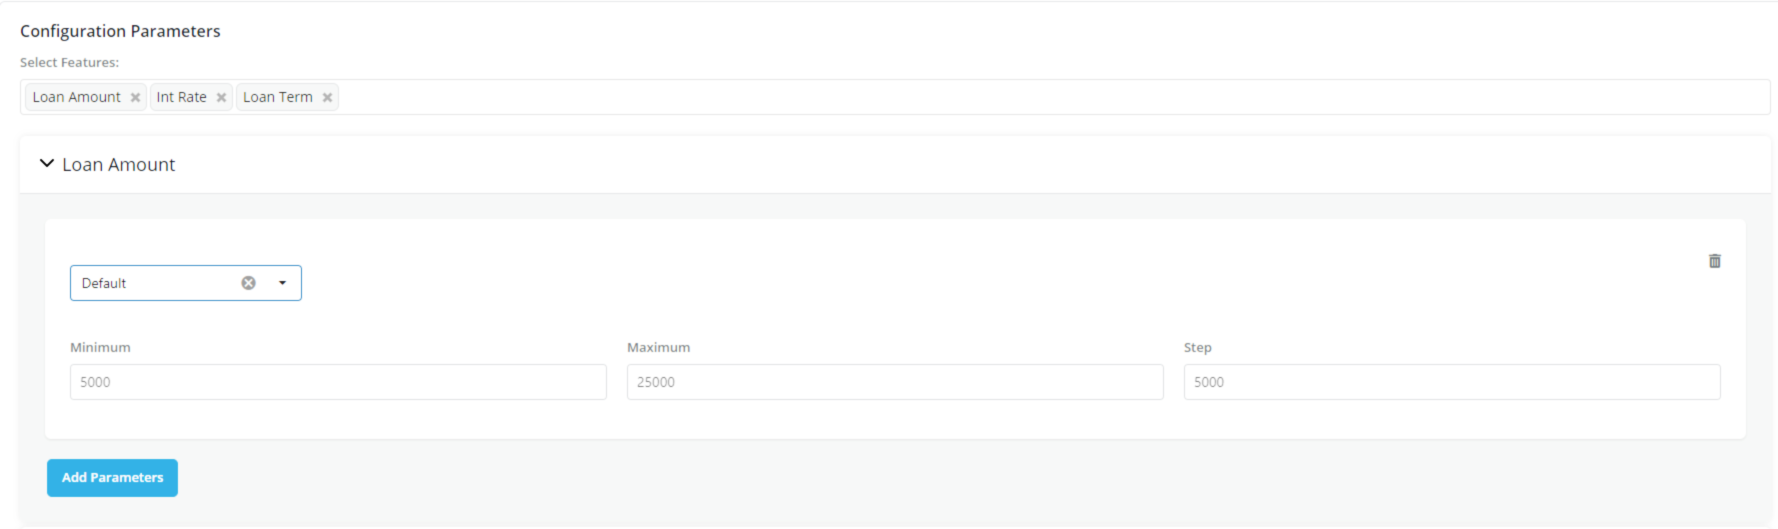 Configuration Parameters
Select Features:
Loan Amount × Int Rate × Loan Term ×
Loan Amount
Default
Minimum Maximum Step
5000 25000 5000
Add Parameters